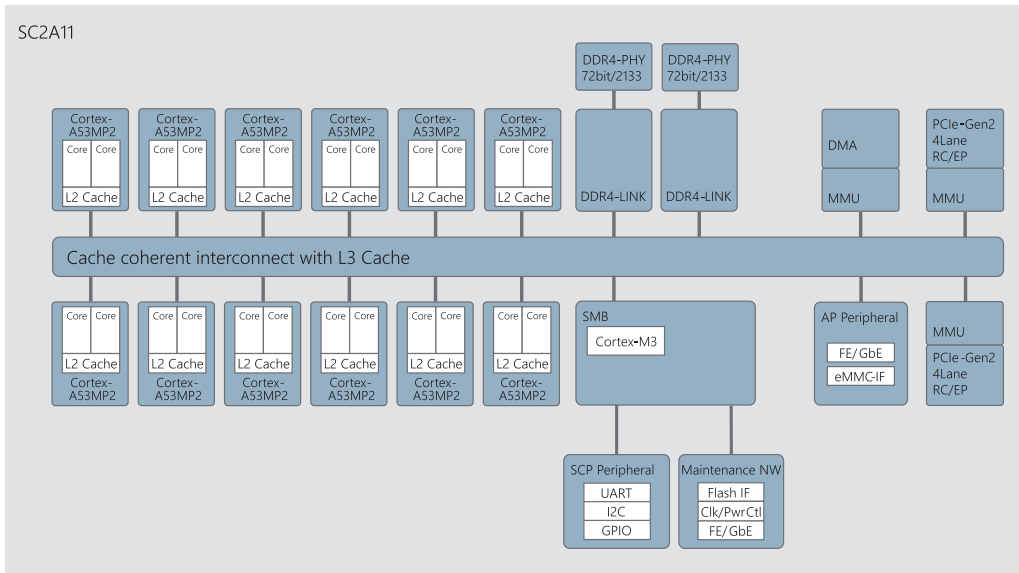 SC2A11
DDR4-PHY
72bit/2133
DDR4-PHY
72bit/2133
Cortex-
A53MP2
Core Core
L2 Cache
Cortex-
A53MP2
Core Core
L2 Cache
Cortex-
A53MP2
Core Core
L2 Cache
Cortex-
A53MP2
Core Core
L2 Cache
Cortex-
A53MP2
Core Core
L2 Cache
Cortex-
A53MP2
Core Core
L2 Cache
DDR4-LINK
DDR4-LINK
DMA
MMU
PCIe-Gen2
4Lane
RC/EP
MMU
Cache coherent interconnect with L3 Cache
Core Core
L2 Cache
Cortex-
A53MP2
Core Core
L2 Cache
Cortex-
A53MP2
Core Core
L2 Cache
Cortex-
A53MP2
Core Core
L2 Cache
Cortex-
A53MP2
Core Core
L2 Cache
Cortex-
A53MP2
Core Core
L2 Cache
Cortex-
A53MP2
SMB
Cortex-M3
AP Peripheral
FE/GbE
eMMC-IF
MMU
PCIe-Gen2
4Lane
RC/EP
SCP Peripheral
UART
I2C
GPIO
Maintenance NW
Flash IF
Clk/PwrCtl
FE/GbE